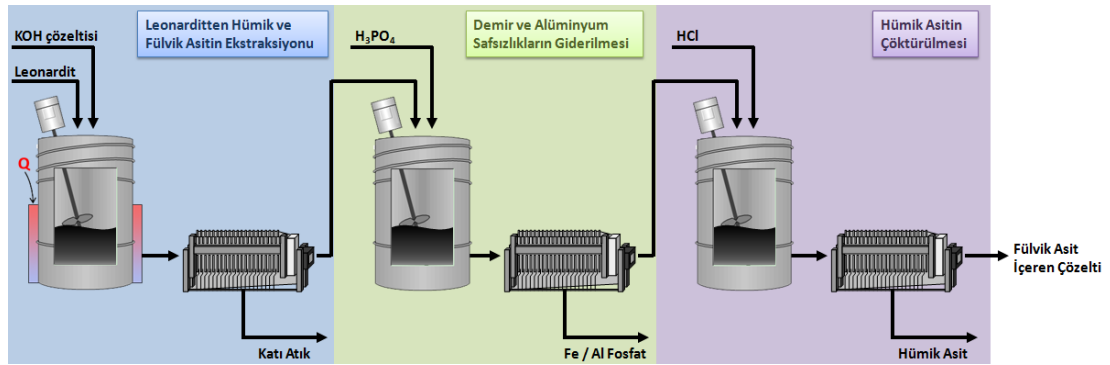 Leonarditten Hümik ve
Fülvik Asitin Ekstraksiyonu
KOH çözeltisi
Leonardit
Q
Katı Atık
Demir ve Alüminyum
Safsızlıkların Giderilmesi
H₃PO₄
Fe / Al Fosfat
Hümik Asitin
Çöktürülmesi
HCl
Hümik Asit
Fülvik Asit
İçeren Çözelti